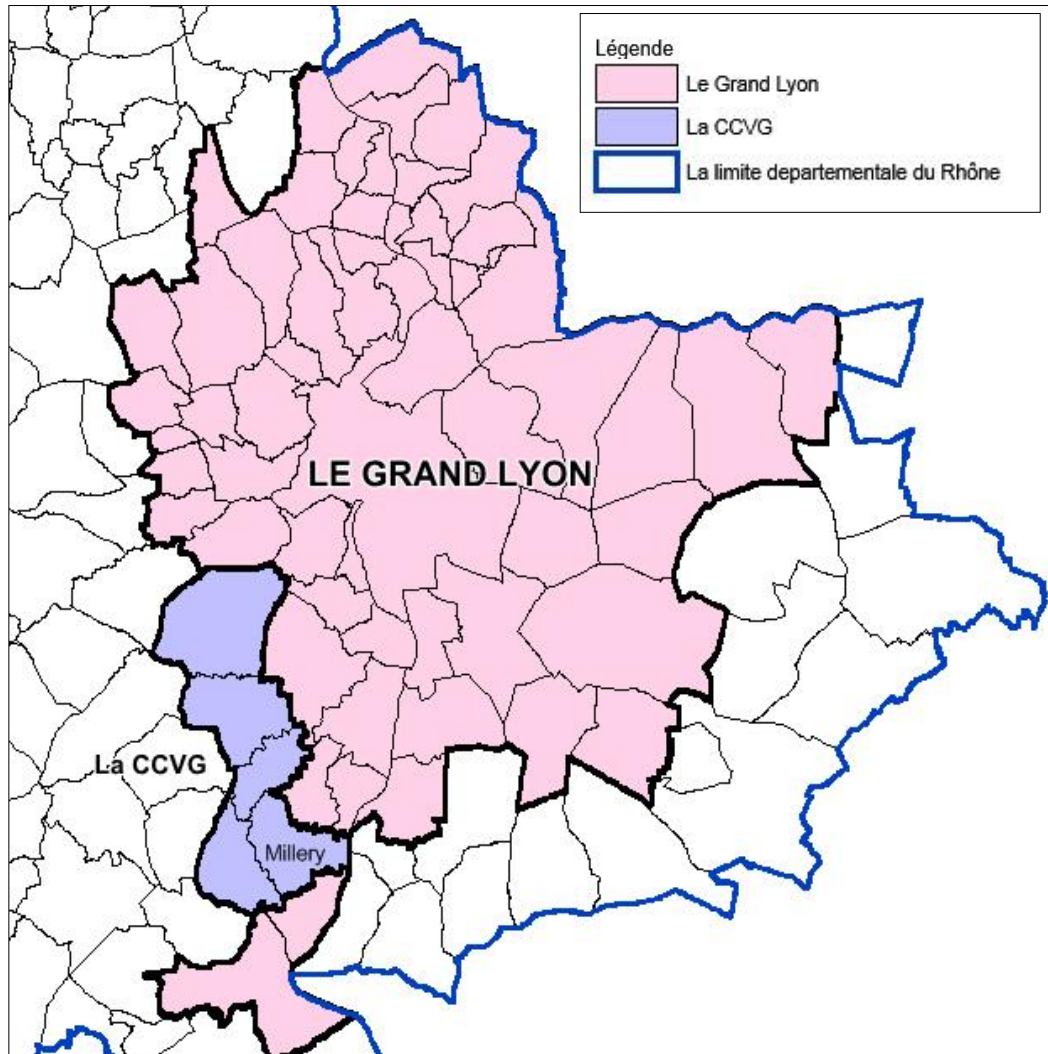 Légende
Le Grand Lyon
La CCVG
La limite departementale du Rhône
LE GRAND LYON
La CCVG
Millery